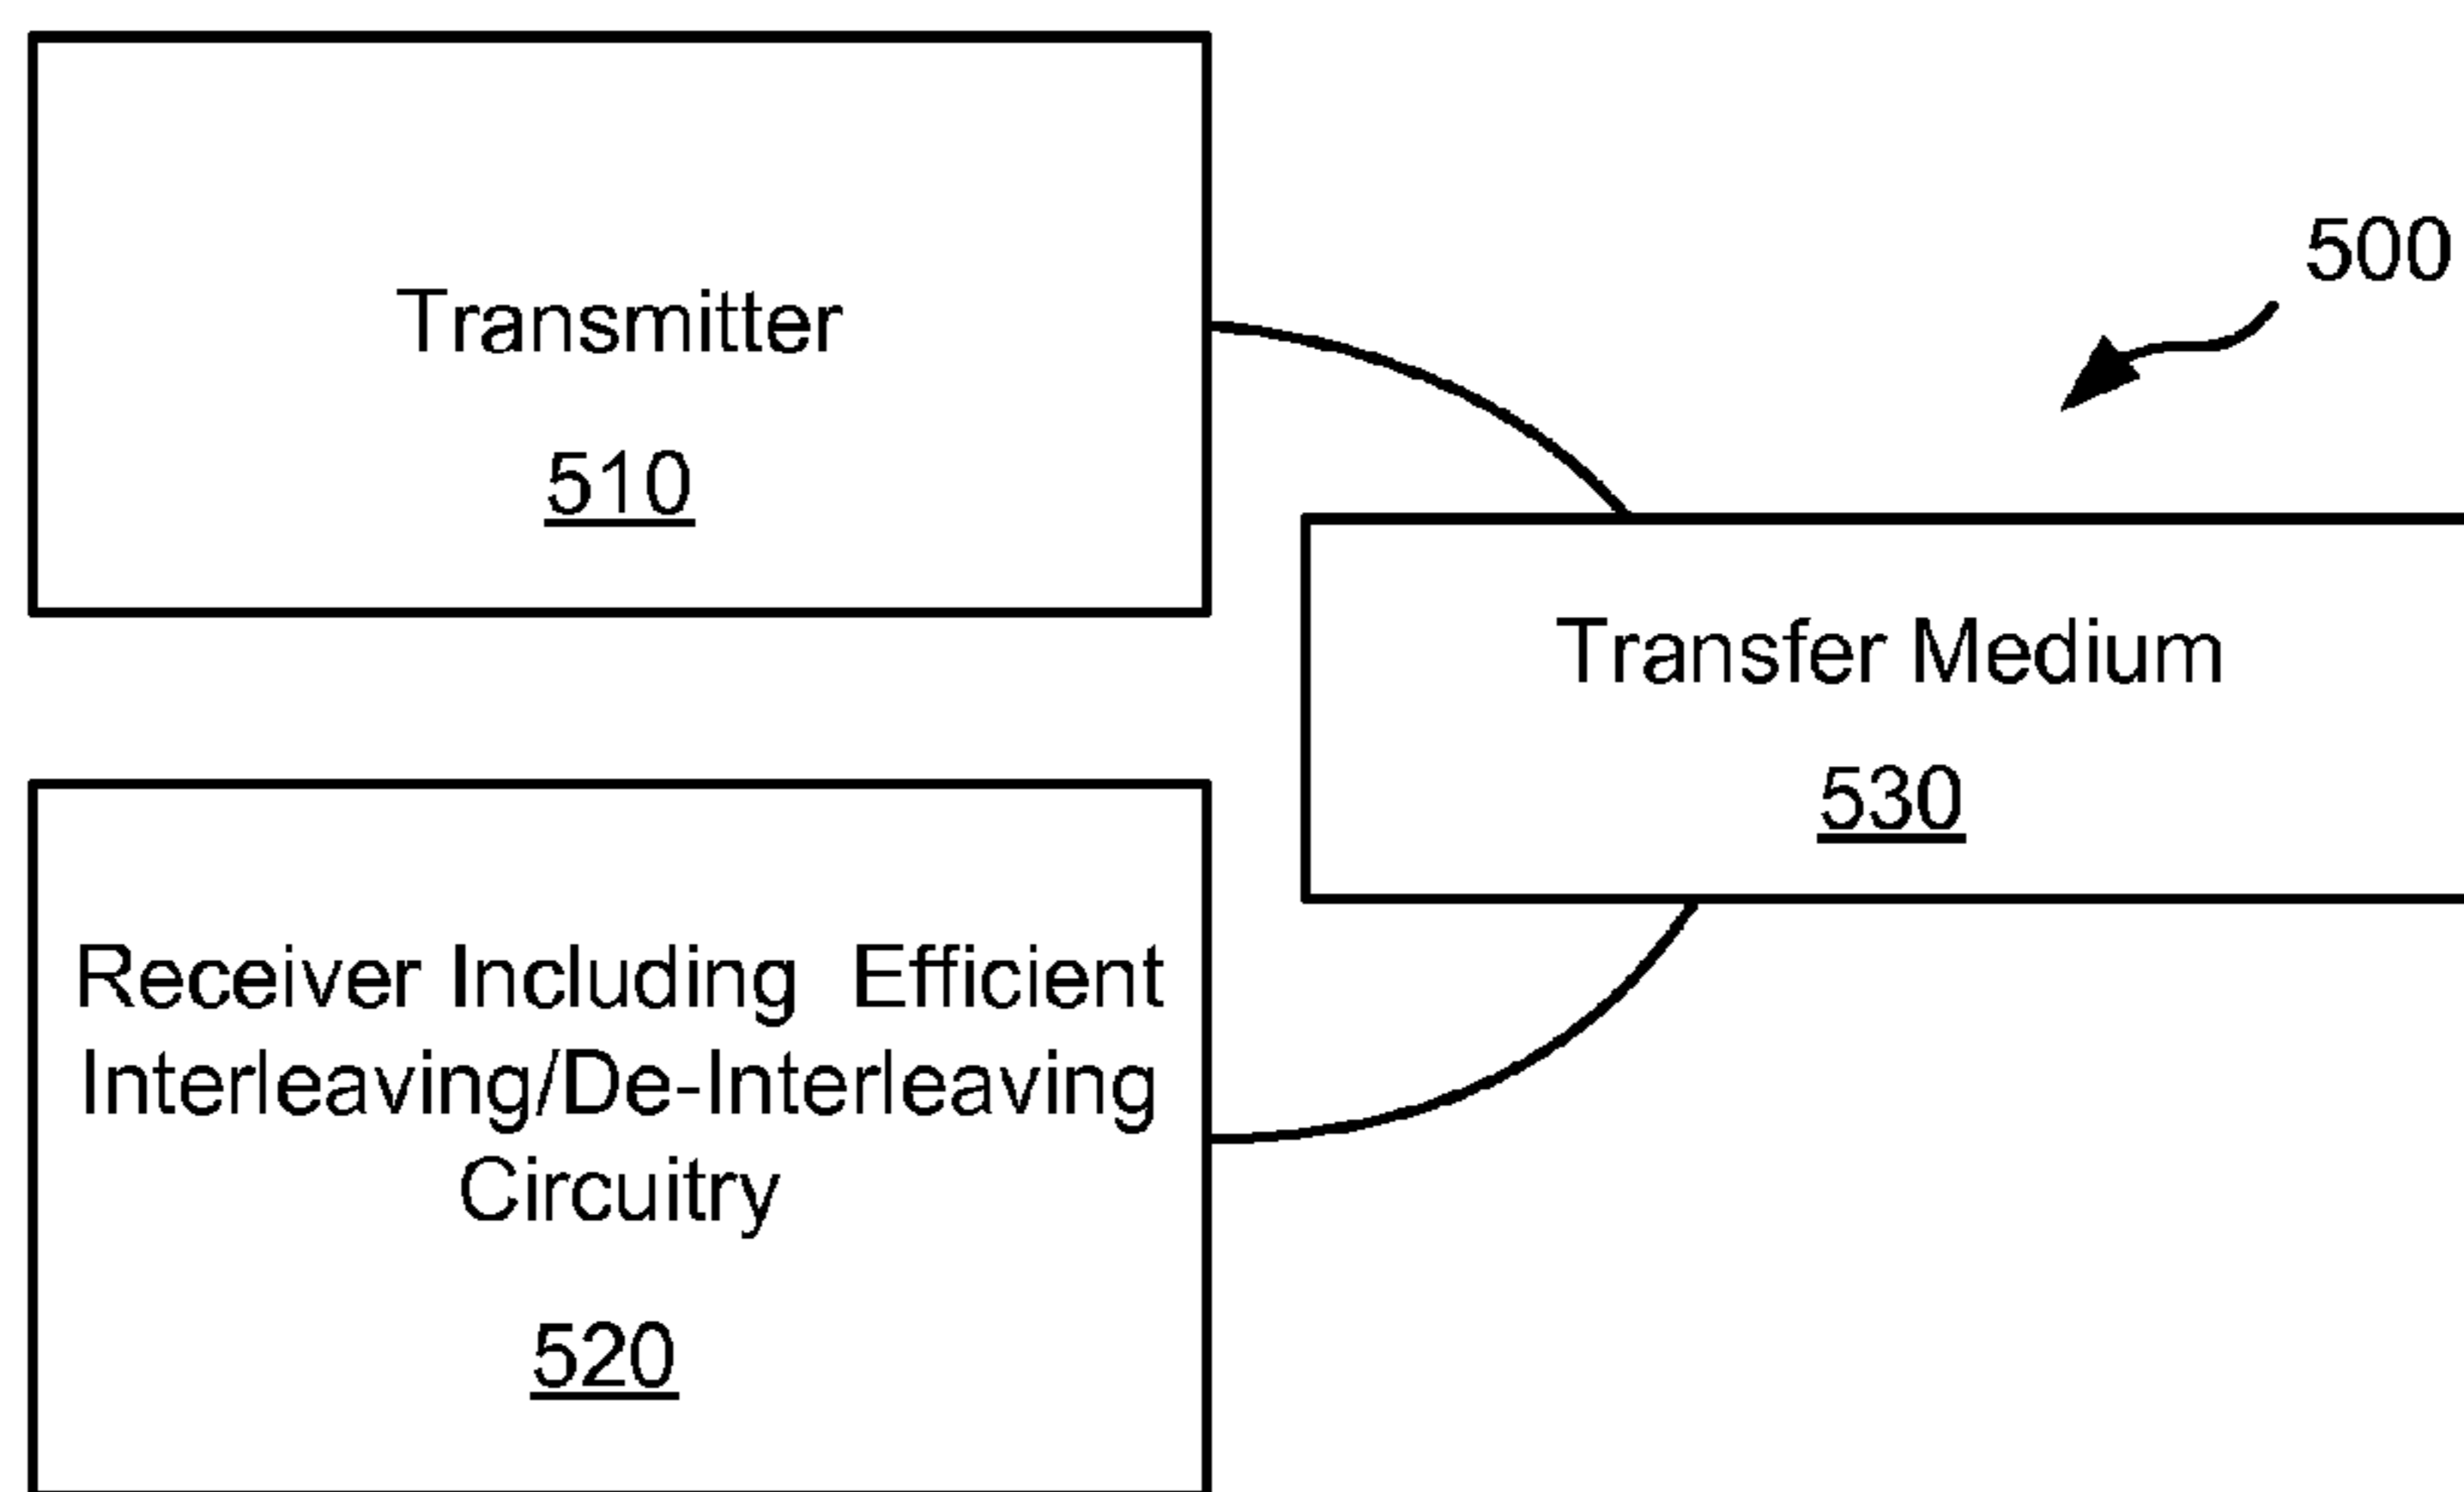 500
Transmitter
510
Transfer Medium
530
Receiver Including Efficient
Interleaving/De-Interleaving
Circuitry
520